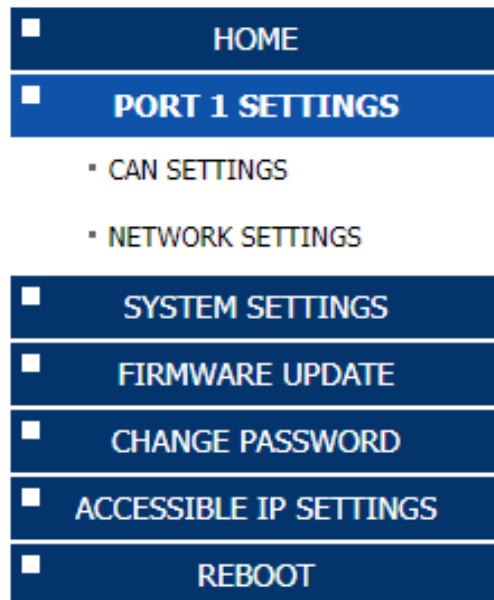 HOME
PORT 1 SETTINGS
CAN SETTINGS
NETWORK SETTINGS
SYSTEM SETTINGS
FIRMWARE UPDATE
CHANGE PASSWORD
ACCESSIBLE IP SETTINGS
REBOOT